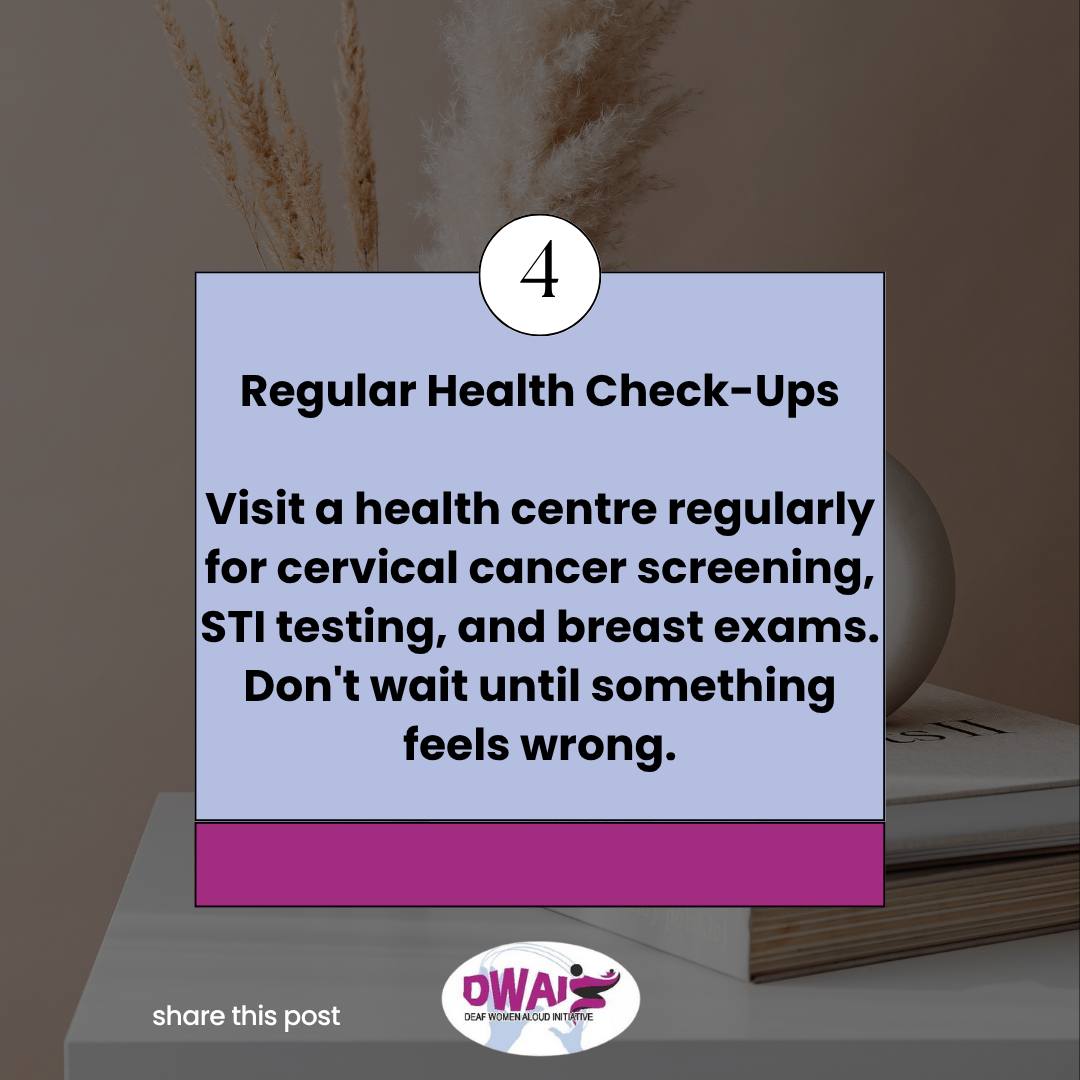 4
Regular Health Check-Ups
Visit a health centre regularly
for cervical cancer screening,
STI testing, and breast exams.
Don't wait until something
feels wrong.
II
share this post
DWAI
DEAF WOMEN ALOUD INITIATIVE